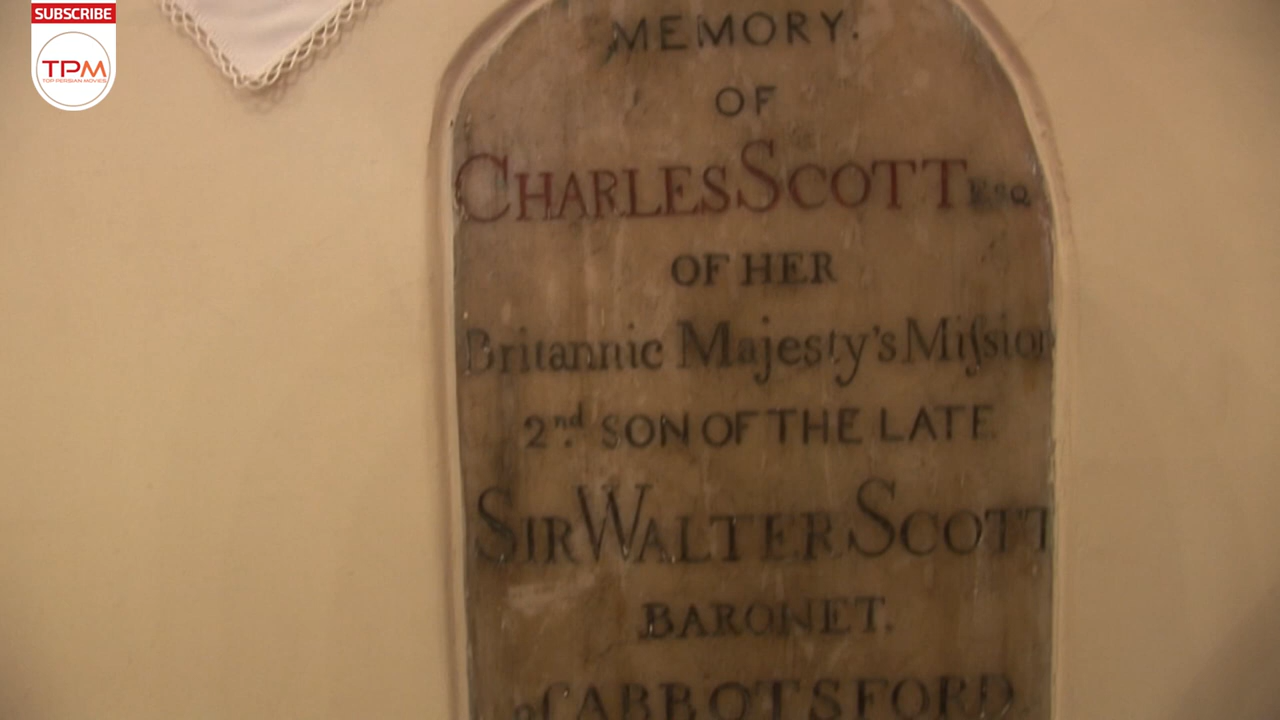 SUBSCRIBE
TPM
TOP PERSIAN MOVIES
MEMORY.
OF
CHARLES SCOTT ESQ
OF HER
Britannic Majesty's Miſsion
2nd. SON OF THE LATE
SIR WALTER SCOTT
BARONET.
of ABBOTSFORD